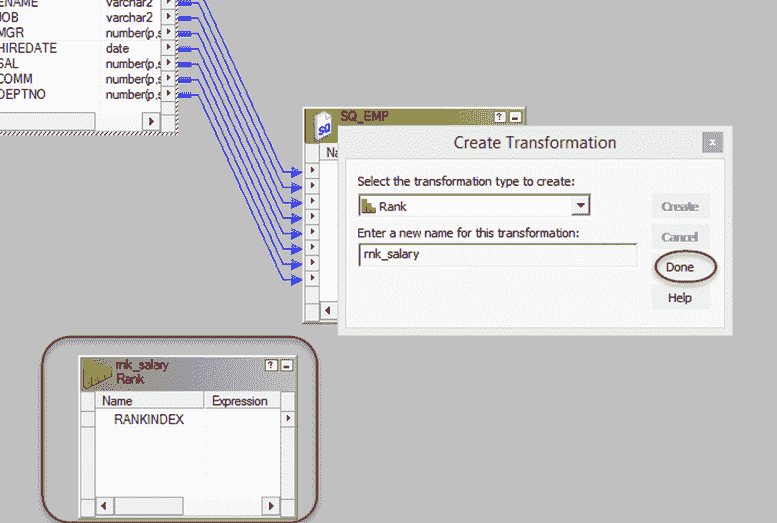 ENAME varchar2
JOB varchar2
MGR number(p,s
HIREDATE date
SAL number(p,s
COMM number(p,s
DEPTNO number(p,s
SQ_EMP
SQ
Na
Create Transformation
Select the transformation type to create:
Rank
Create
Enter a new name for this transformation:
Cancel
rnk_salary
Done
Help
rnk_salary
Rank
Name Expression
RANKINDEX